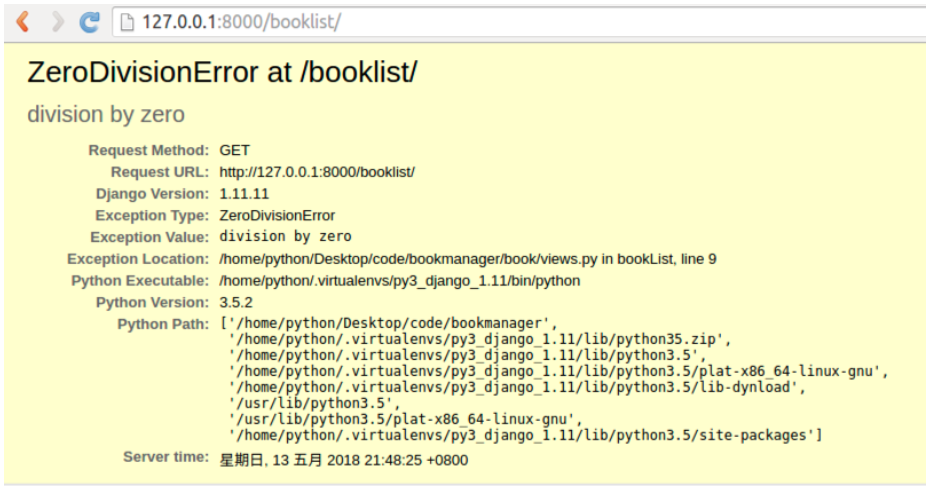 127.0.0.1:8000/booklist/
ZeroDivisionError at /booklist/
division by zero
Request Method: GET
Request URL: http://127.0.0.1:8000/booklist/
Django Version: 1.11.11
Exception Type: ZeroDivisionError
Exception Value: division by zero
Exception Location: /home/python/Desktop/code/bookmanager/book/views.py in bookList, line 9
Python Executable: /home/python/.virtualenvs/py3_django_1.11/bin/python
Python Version: 3.5.2
Python Path: ['/home/python/Desktop/code/bookmanager',
'/home/python/.virtualenvs/py3_django_1.11/lib/python35.zip',
'/home/python/.virtualenvs/py3_django_1.11/lib/python3.5',
'/home/python/.virtualenvs/py3_django_1.11/lib/python3.5/plat-x86_64-linux-gnu',
'/home/python/.virtualenvs/py3_django_1.11/lib/python3.5/lib-dynload',
'/usr/lib/python3.5',
'/usr/lib/python3.5/plat-x86_64-linux-gnu',
'/home/python/.virtualenvs/py3_django_1.11/lib/python3.5/site-packages']
Server time: 星期日, 13 五月 2018 21:48:25 +0800